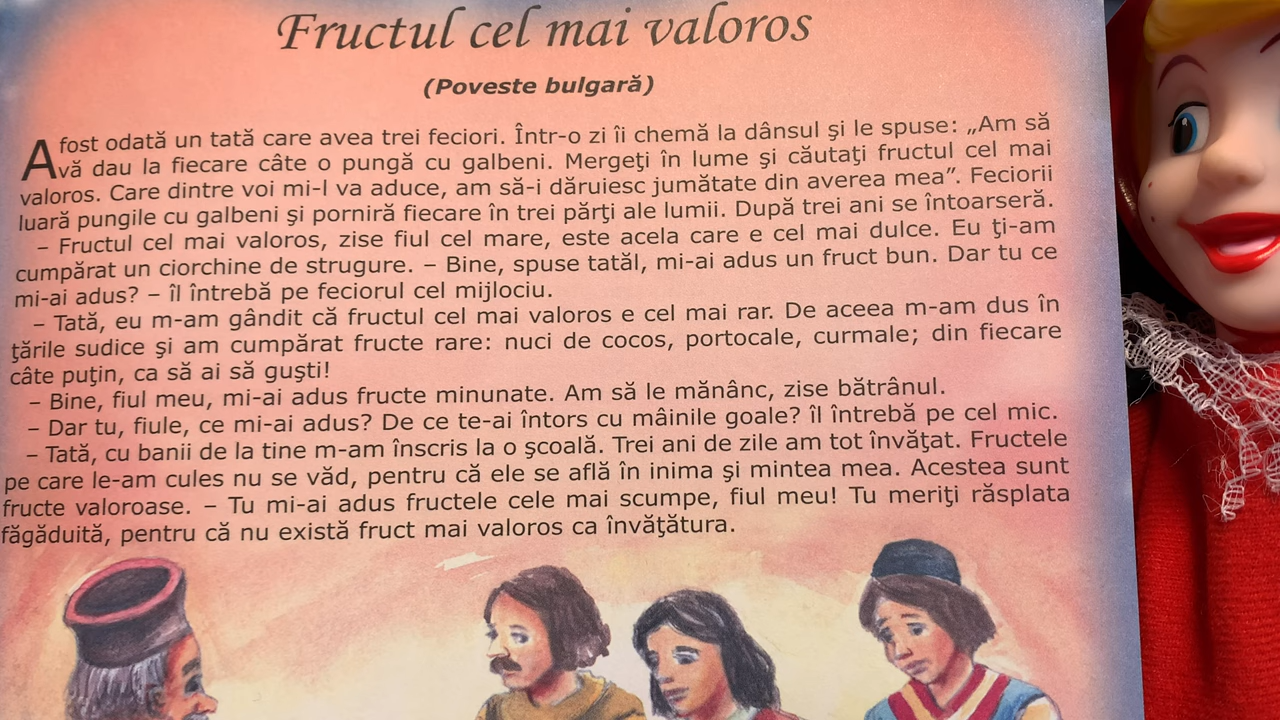 Fructul cel mai valoros
(Poveste bulgară)
A fost odată un tată care avea trei feciori. Într-o zi îi chemă la dânsul şi le spuse: „Am să
vă dau la fiecare câte o pungă cu galbeni. Mergeţi în lume şi căutaţi fructul cel mai
valoros. Care dintre voi mi-l va aduce, am să-i dăruiesc jumătate din averea mea”. Feciorii
luară pungile cu galbeni şi porniră fiecare în trei părţi ale lumii. După trei ani se întoarseră.
– Fructul cel mai valoros, zise fiul cel mare, este acela care e cel mai dulce. Eu ţi-am
cumpărat un ciorchine de strugure. – Bine, spuse tatăl, mi-ai adus un fruct bun. Dar tu ce
mi-ai adus? – îl întrebă pe feciorul cel mijlociu.
– Tată, eu m-am gândit că fructul cel mai valoros e cel mai rar. De aceea m-am dus în
ţările sudice şi am cumpărat fructe rare: nuci de cocos, portocale, curmale; din fiecare
câte puţin, ca să ai să guşti!
– Bine, fiul meu, mi-ai adus fructe minunate. Am să le mănânc, zise bătrânul.
– Dar tu, fiule, ce mi-ai adus? De ce te-ai întors cu mâinile goale? îl întrebă pe cel mic.
– Tată, cu banii de la tine m-am înscris la o şcoală. Trei ani de zile am tot învăţat. Fructele
pe care le-am cules nu se văd, pentru că ele se află în inima şi mintea mea. Acestea sunt
fructe valoroase. – Tu mi-ai adus fructele cele mai scumpe, fiul meu! Tu meriţi răsplata
făgăduită, pentru că nu există fruct mai valoros ca învăţătura.